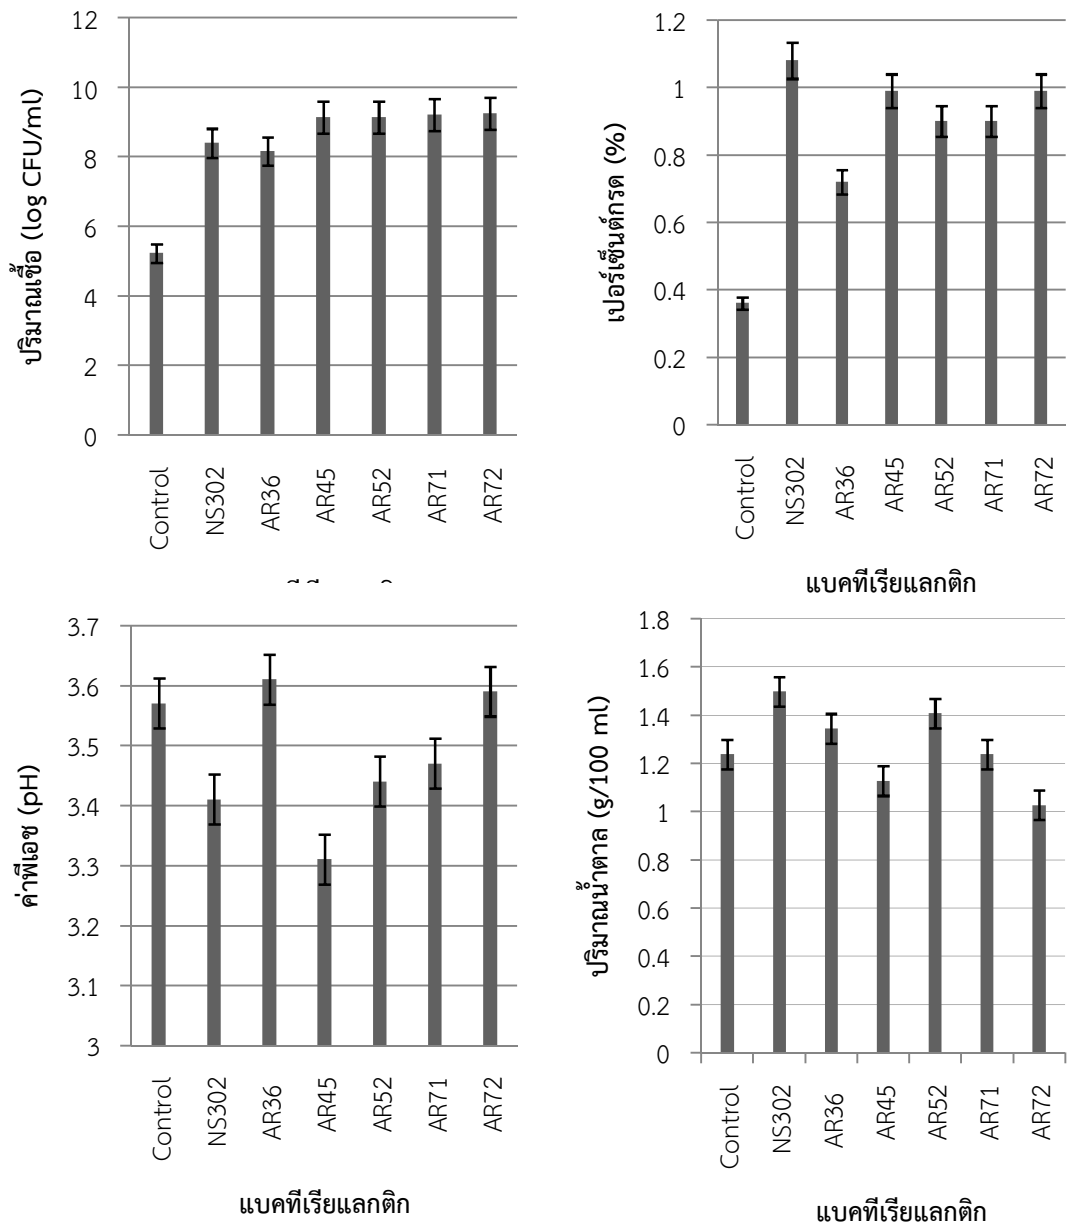 ปริมาณเชื้อ (log CFU/ml)
12
10
8
6
4
2
0
Control
NS302
AR36
AR45
AR52
AR71
AR72
เปอร์เซ็นต์กรด (%)
1.2
1
0.8
0.6
0.4
0.2
0
Control
NS302
AR36
AR45
AR52
AR71
AR72
แบคทีเรียแลกติก
ค่าพีเอช (pH)
3.7
3.6
3.5
3.4
3.3
3.2
3.1
3
Control
NS302
AR36
AR45
AR52
AR71
AR72
แบคทีเรียแลกติก
ปริมาณน้ำตาล (g/100 ml)
1.8
1.6
1.4
1.2
1
0.8
0.6
0.4
0.2
0
Control
NS302
AR36
AR45
AR52
AR71
AR72
แบคทีเรียแลกติก